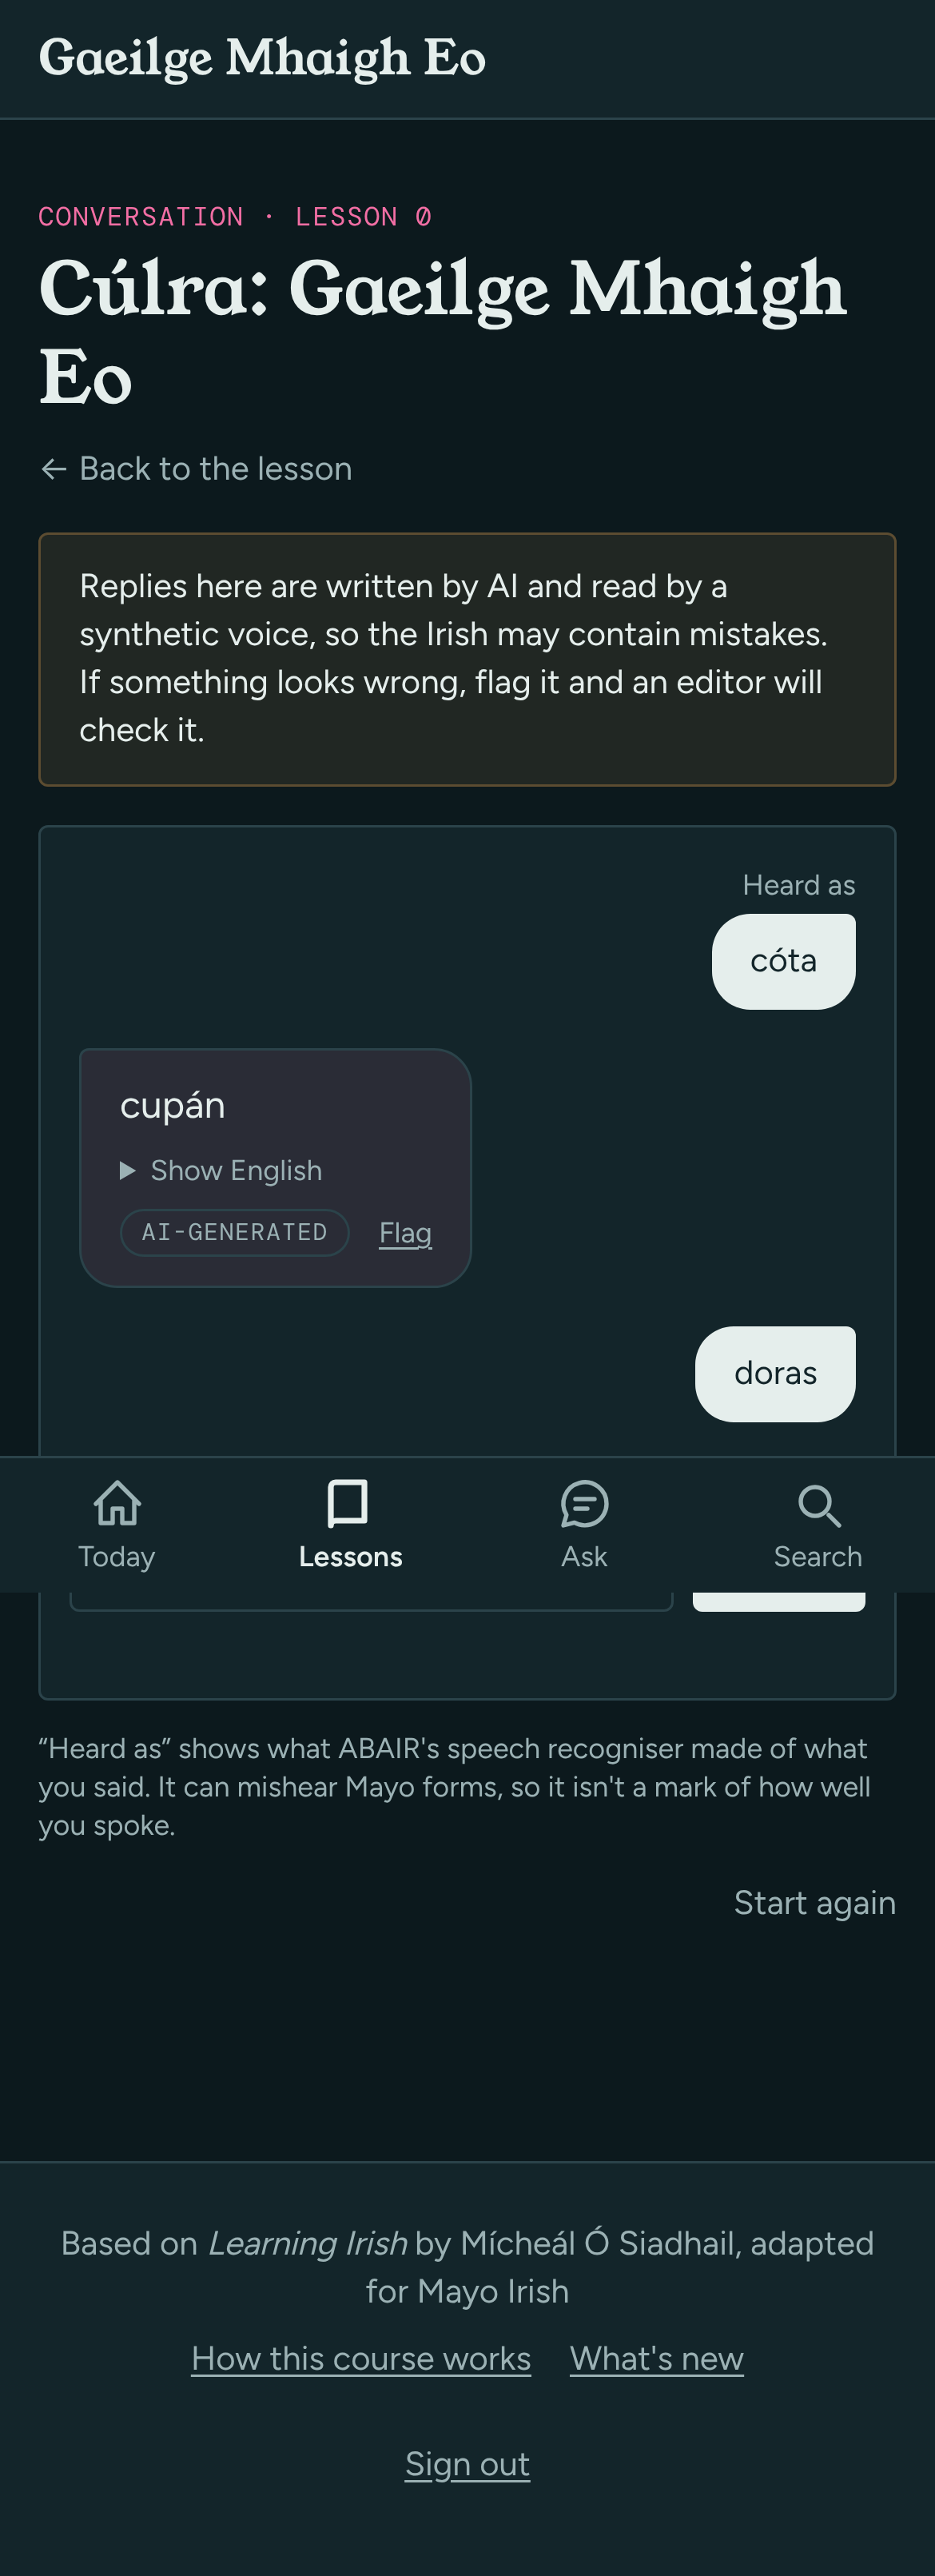 Gaeilge Mhaigh Eo
CONVERSATION · LESSON 0
Cúlra: Gaeilge Mhaigh
Eo
← Back to the lesson
Replies here are written by AI and read by a
synthetic voice, so the Irish may contain mistakes.
If something looks wrong, flag it and an editor will
check it.
Heard as
cóta
cupán
▶ Show English
AI-GENERATED Flag
doras
Today Lessons Ask Search
“Heard as” shows what ABAIR's speech recogniser made of what
you said. It can mishear Mayo forms, so it isn't a mark of how well
you spoke.
Start again
Based on Learning Irish by Mícheál Ó Siadhail, adapted
for Mayo Irish
How this course works What's new
Sign out